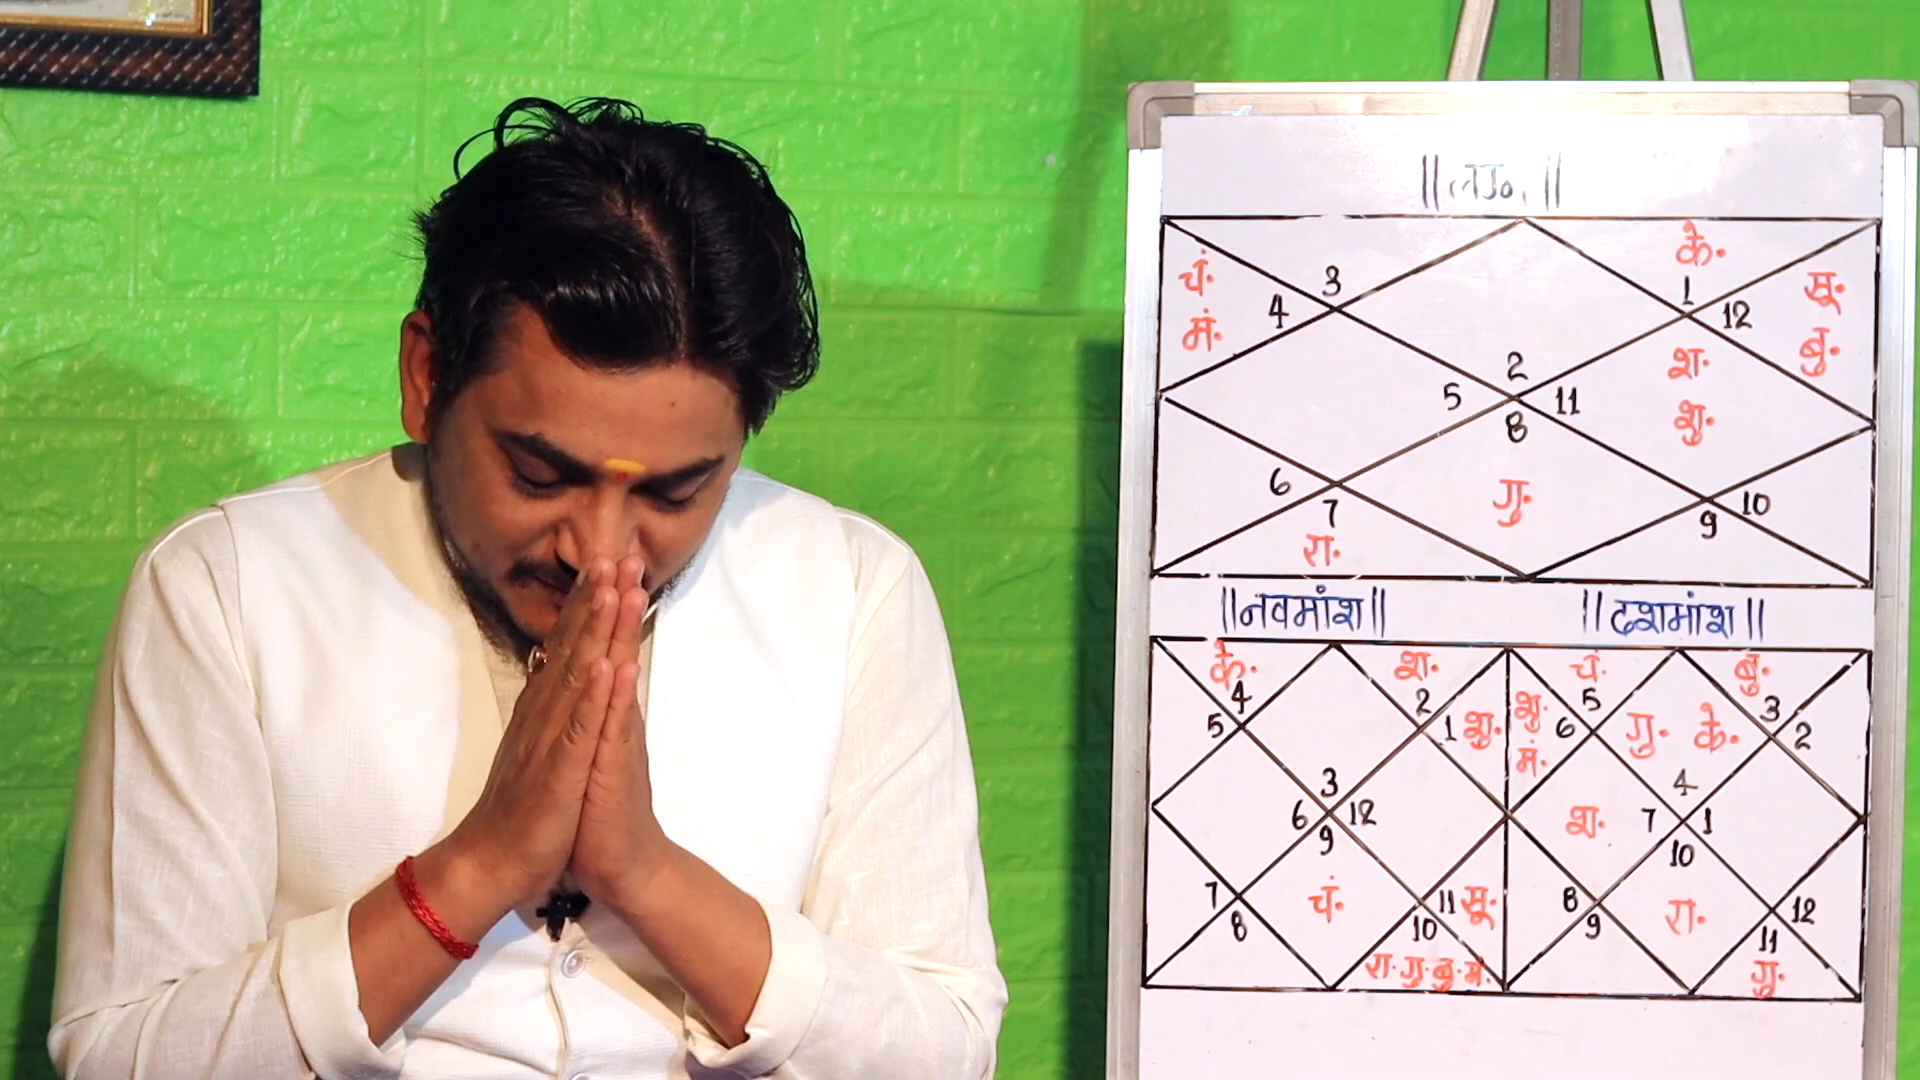 ||लग्न||
के.
चं. 3 1 सू.
4 12
मं. श. बु.
2
5 11 शु.
8
6 गु. 10
7 9
रा.
||नवमांश|| ||दशमांश||
के. श. चं. बु.
4 2 शु. 5 3
5 1 शु. 6 गु. के. 2
मं.
3 4
6 12 श. 7 1
9 10
7 चं. 11 सू. 8 रा. 12
8 10 9 11
रा. गु. बु. मं. गु.